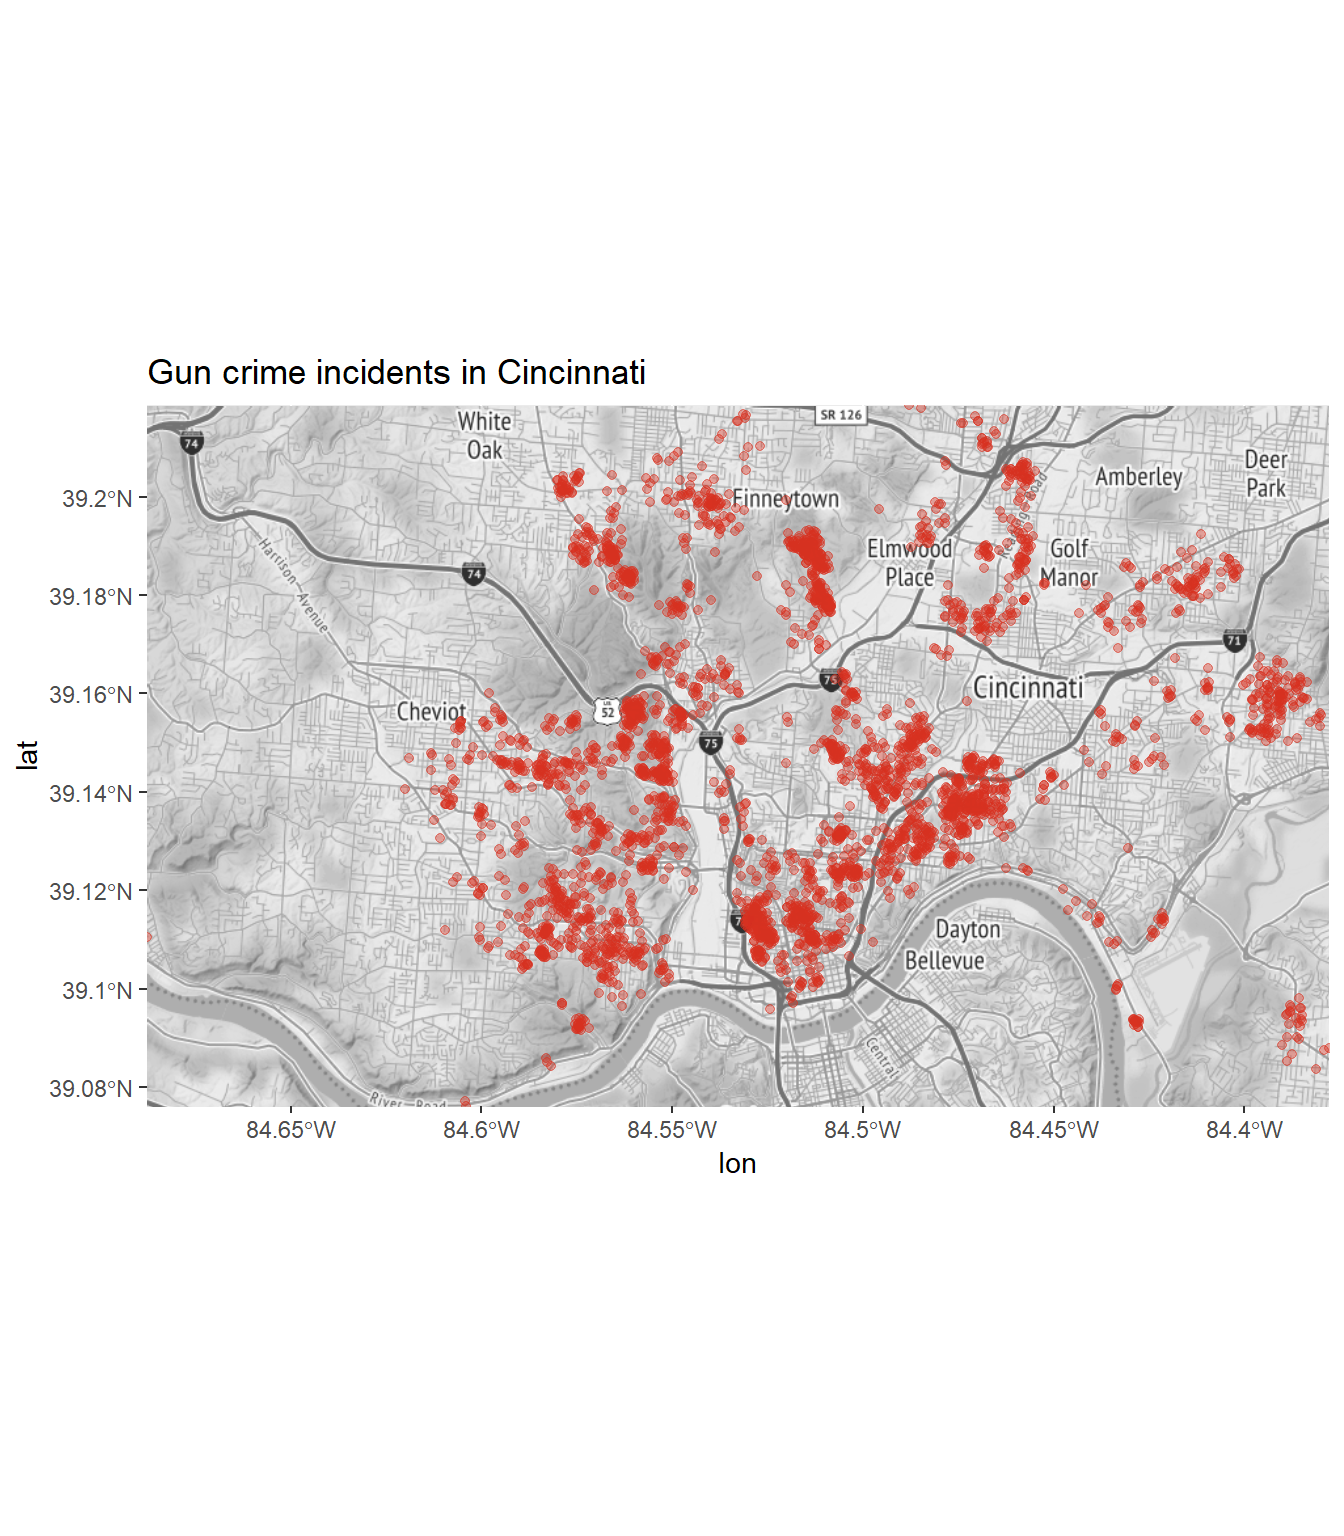 Gun crime incidents in Cincinnati
SR 126
White
Oak
74
Amberley
Deer
Park
39.2°N
Finneytown
Harrison Avenue
Elmwood
Place
Golf
Manor
74
39.18°N
71
39.16°N
75
Cincinnati
Cheviot
US
52
75
lat
39.14°N
39.12°N
Dayton
Bellevue
39.1°N
Central
39.08°N
River Road
84.65°W
84.6°W
84.55°W
84.5°W
84.45°W
84.4°W
lon